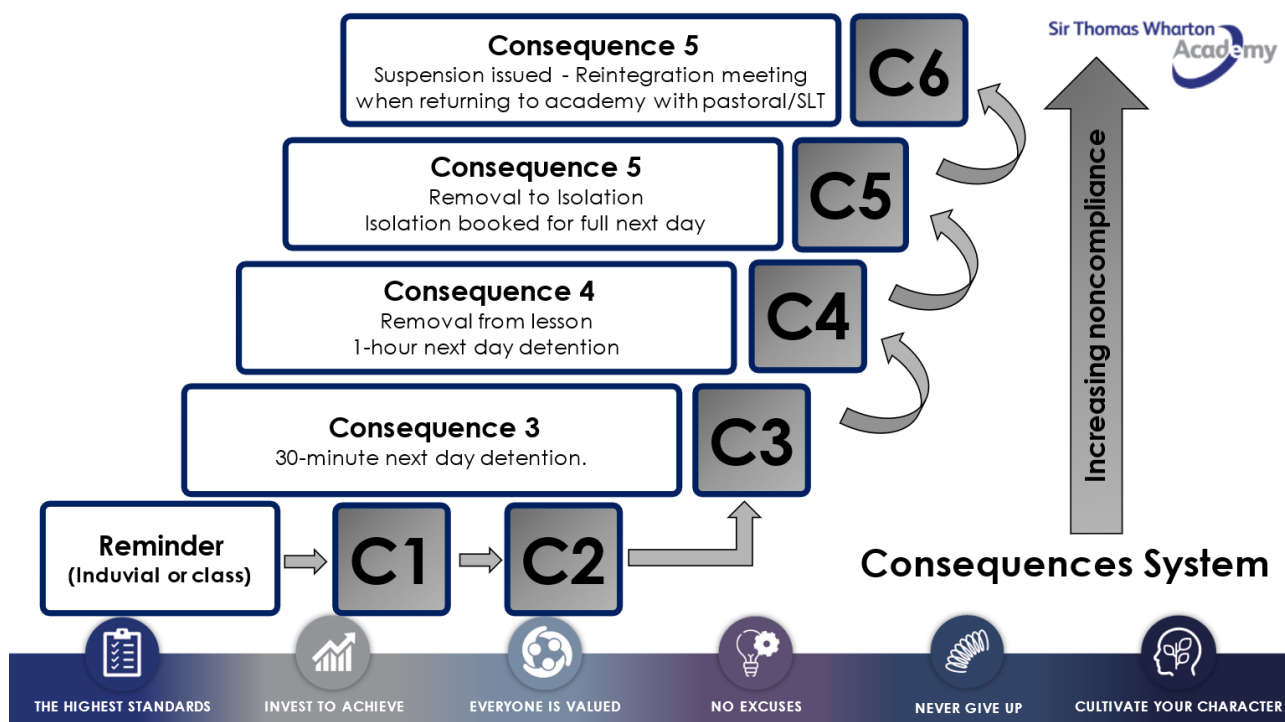 Sir Thomas Wharton
Academy
Consequence 5
Suspension issued - Reintegration meeting
when returning to academy with pastoral/SLT
C6
Consequence 5
Removal to Isolation
Isolation booked for full next day
C5
Consequence 4
Removal from lesson
1-hour next day detention
C4
Consequence 3
30-minute next day detention.
C3
Reminder
(Induvial or class)
C1
C2
Increasing noncompliance
Consequences System
THE HIGHEST STANDARDS
INVEST TO ACHIEVE
EVERYONE IS VALUED
NO EXCUSES
NEVER GIVE UP
CULTIVATE YOUR CHARACTER